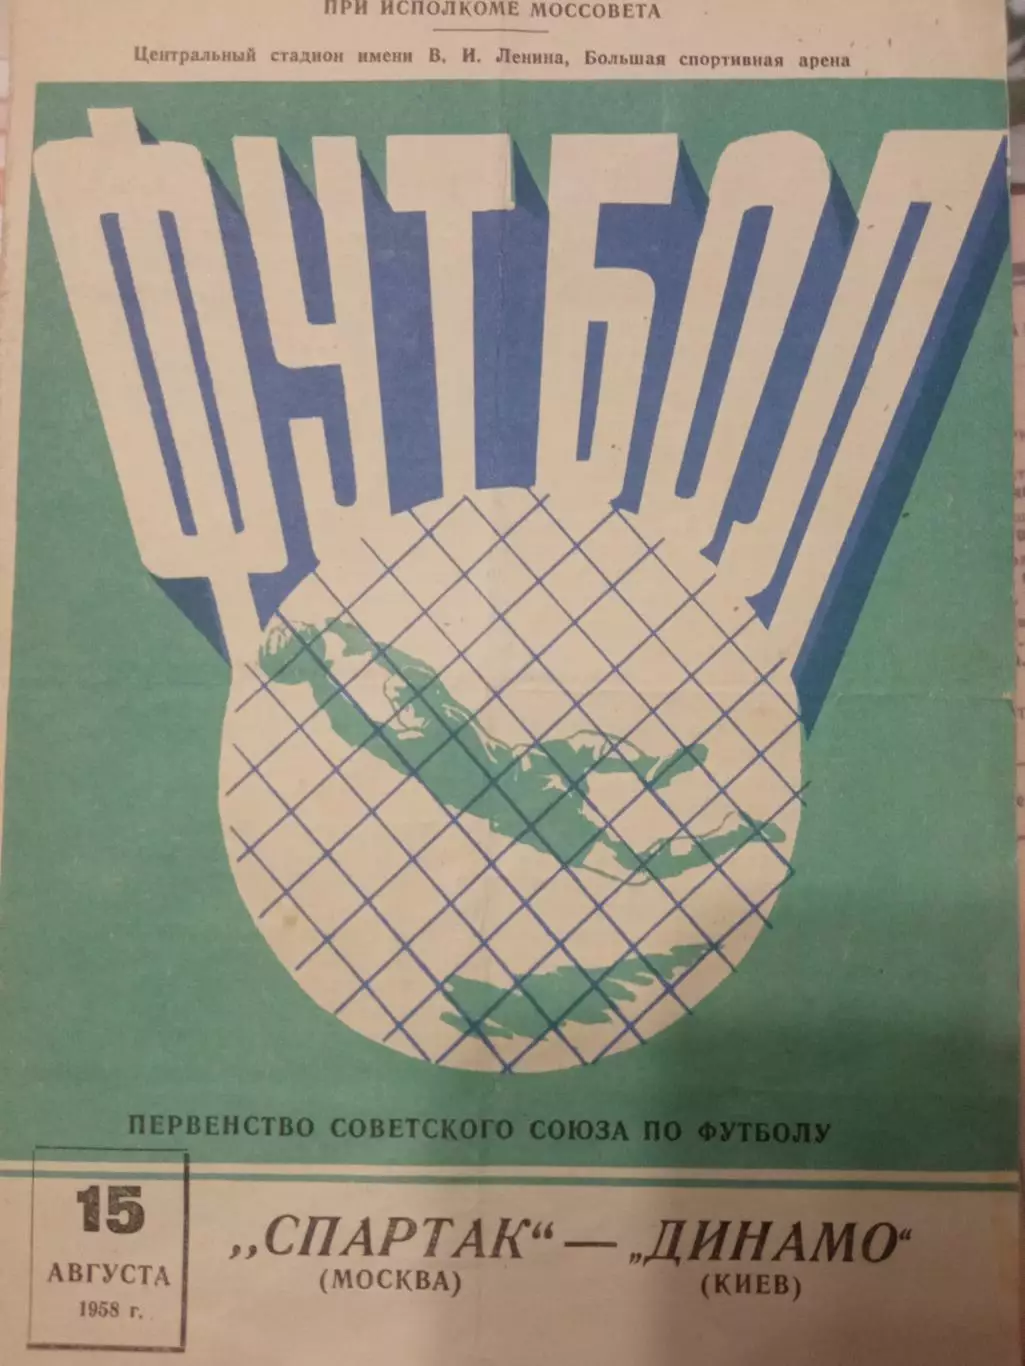 ПРИ ИСПОЛКОМЕ МОССОВЕТА
Центральный стадион имени В. И. Ленина, Большая спортивная арена
ФУТБОЛ
ПЕРВЕНСТВО СОВЕТСКОГО СОЮЗА ПО ФУТБОЛУ
15
АВГУСТА
1958 г.
„СПАРТАК“ — „ДИНАМО“
(МОСКВА) (КИЕВ)